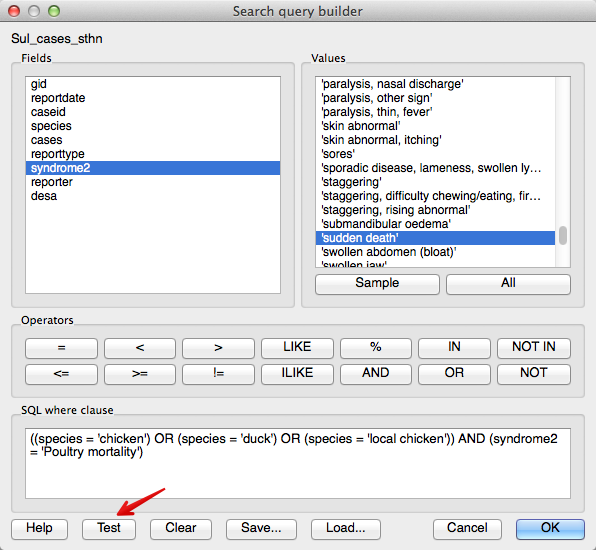 Search query builder
Sul_cases_sthn
Fields
gid
reportdate
caseid
species
cases
reporttype
syndrome2
reporter
desa
Values
'paralysis, nasal discharge'
'paralysis, other sign'
'paralysis, thin, fever'
'skin abnormal'
'skin abnormal, itching'
'sores'
'sporadic disease, lameness, swollen ly...
'staggering'
'staggering, difficulty chewing/eating, fir...
'staggering, rising abnormal'
'submandibular oedema'
'sudden death'
'swollen abdomen (bloat)'
'swollen jaw'
Sample All
Operators
= < > LIKE % IN NOT IN
<= >= != ILIKE AND OR NOT
SQL where clause
((species = 'chicken') OR (species = 'duck') OR (species = 'local chicken')) AND (syndrome2
= 'Poultry mortality')
Help Test Clear Save... Load... Cancel OK